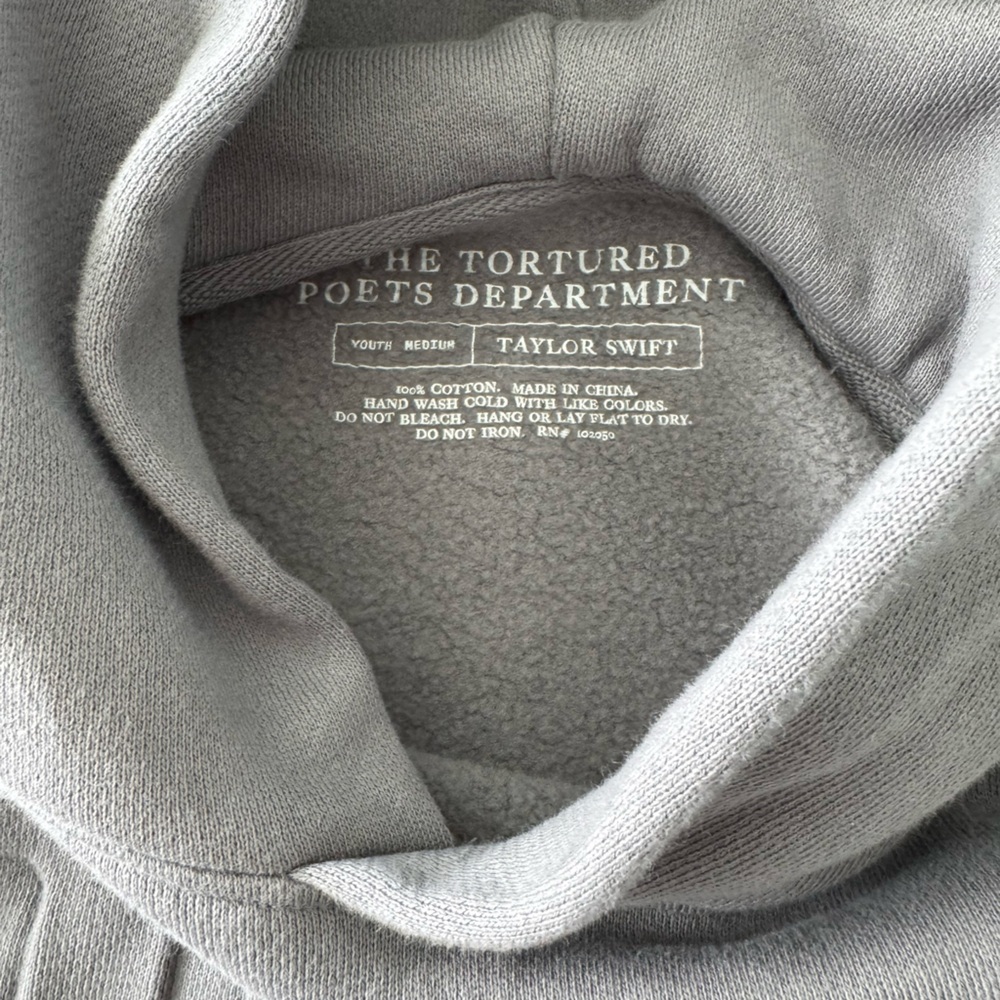 THE TORTURED
POETS DEPARTMENT
YOUTH MEDIUM TAYLOR SWIFT
100% COTTON. MADE IN CHINA.
HAND WASH COLD WITH LIKE COLORS.
DO NOT BLEACH. HANG OR LAY FLAT TO DRY.
DO NOT IRON. RN# 102050